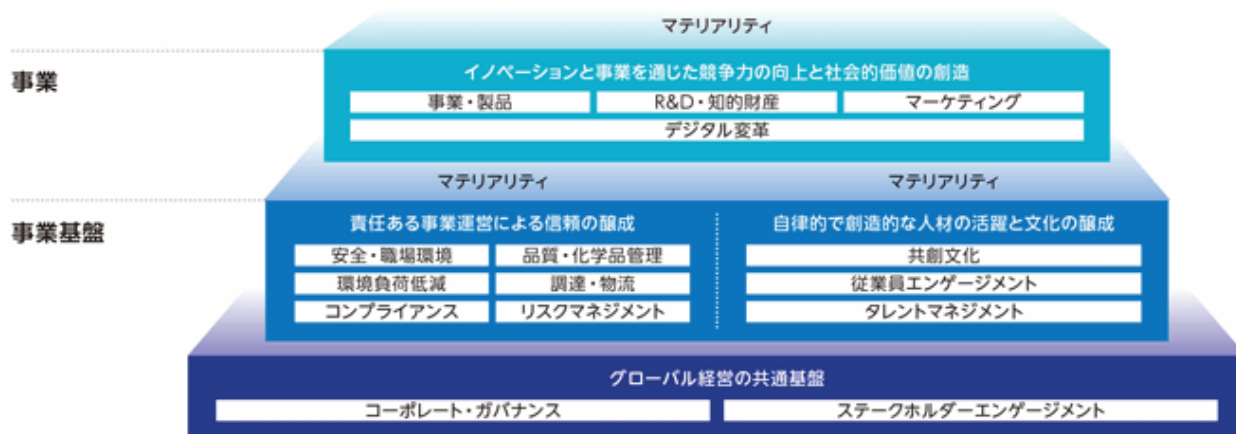 マテリアリティ
事業
イノベーションと事業を通じた競争力の向上と社会的価値の創造
事業・製品
R&D・知的財産
マーケティング
デジタル変革
マテリアリティ
マテリアリティ
事業基盤
責任ある事業運営による信頼の醸成
自律的で創造的な人材の活躍と文化の醸成
安全・職場環境
品質・化学品管理
共創文化
環境負荷低減
調達・物流
従業員エンゲージメント
コンプライアンス
リスクマネジメント
タレントマネジメント
グローバル経営の共通基盤
コーポレート・ガバナンス
ステークホルダーエンゲージメント